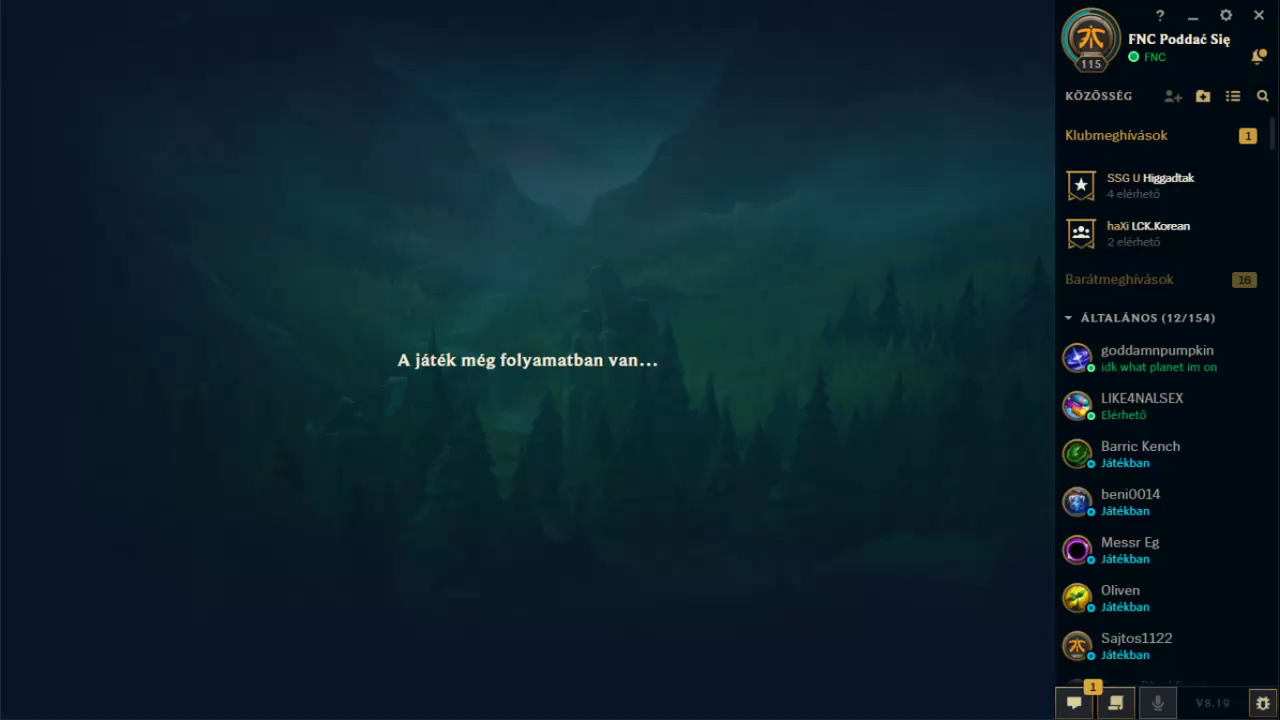 ?
FNC Poddać Się
FNC
115
KÖZÖSSÉG
Klubmeghívások
1
SSG U Higgadtak
4 elérhető
haXi LCK.Korean
2 elérhető
Barátmeghívások
16
ÁLTALÁNOS (12/154)
goddamnpumpkin
idk what planet im on
LIKE4NALSEX
Elérhető
Barric Kench
Játékban
beni0014
Játékban
Messr Eg
Játékban
Oliven
Játékban
Sajtos1122
Játékban
1
V8.19
A játék még folyamatban van...